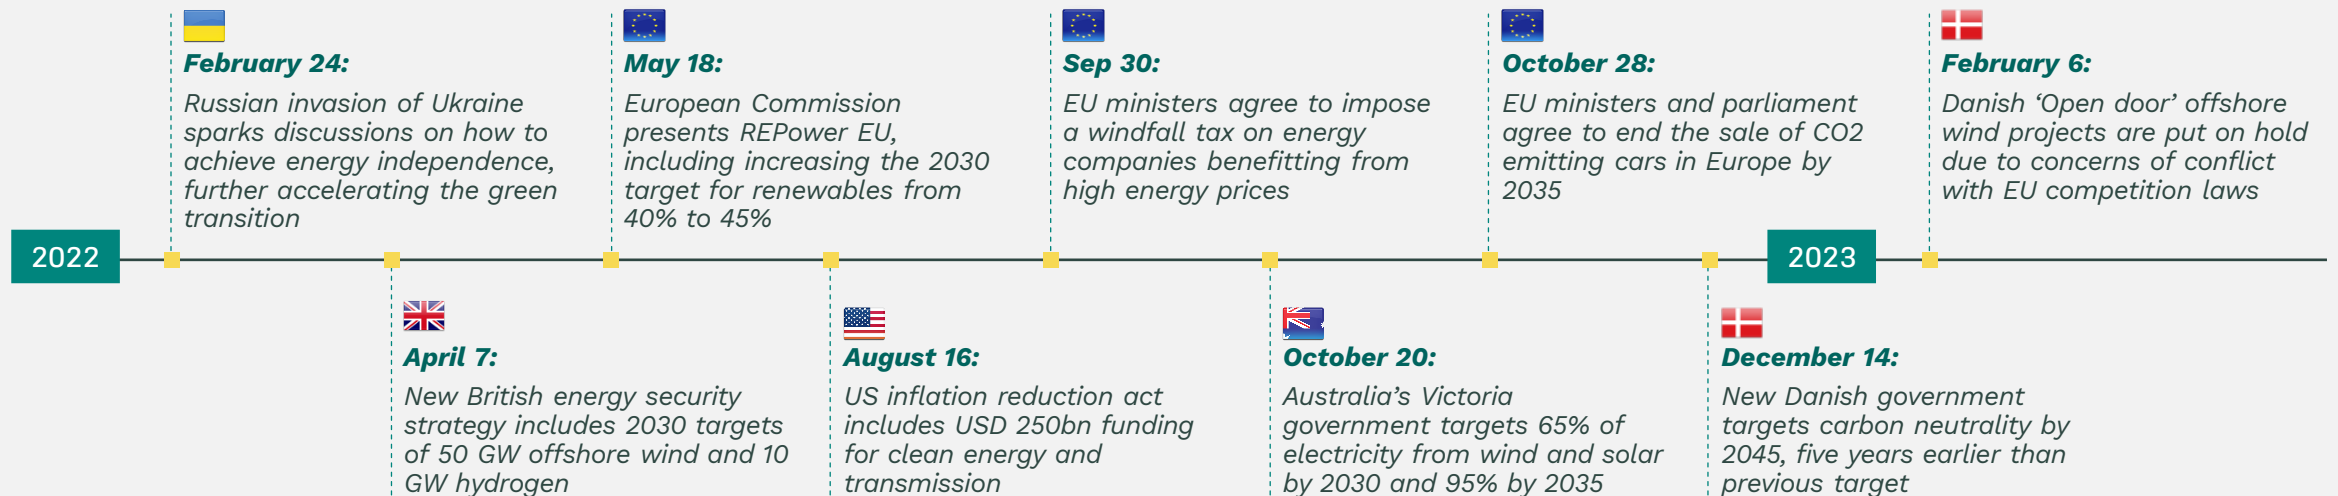 February 24:
Russian invasion of Ukraine
sparks discussions on how to
achieve energy independence,
further accelerating the green
transition
May 18:
European Commission
presents REPower EU,
including increasing the 2030
target for renewables from
40% to 45%
Sep 30:
EU ministers agree to impose
a windfall tax on energy
companies benefitting from
high energy prices
October 28:
EU ministers and parliament
agree to end the sale of CO2
emitting cars in Europe by
2035
February 6:
Danish ‘Open door’ offshore
wind projects are put on hold
due to concerns of conflict
with EU competition laws
2022
2023
April 7:
New British energy security
strategy includes 2030 targets
of 50 GW offshore wind and 10
GW hydrogen
August 16:
US inflation reduction act
includes USD 250bn funding
for clean energy and
transmission
October 20:
Australia’s Victoria
government targets 65% of
electricity from wind and solar
by 2030 and 95% by 2035
December 14:
New Danish government
targets carbon neutrality by
2045, five years earlier than
previous target